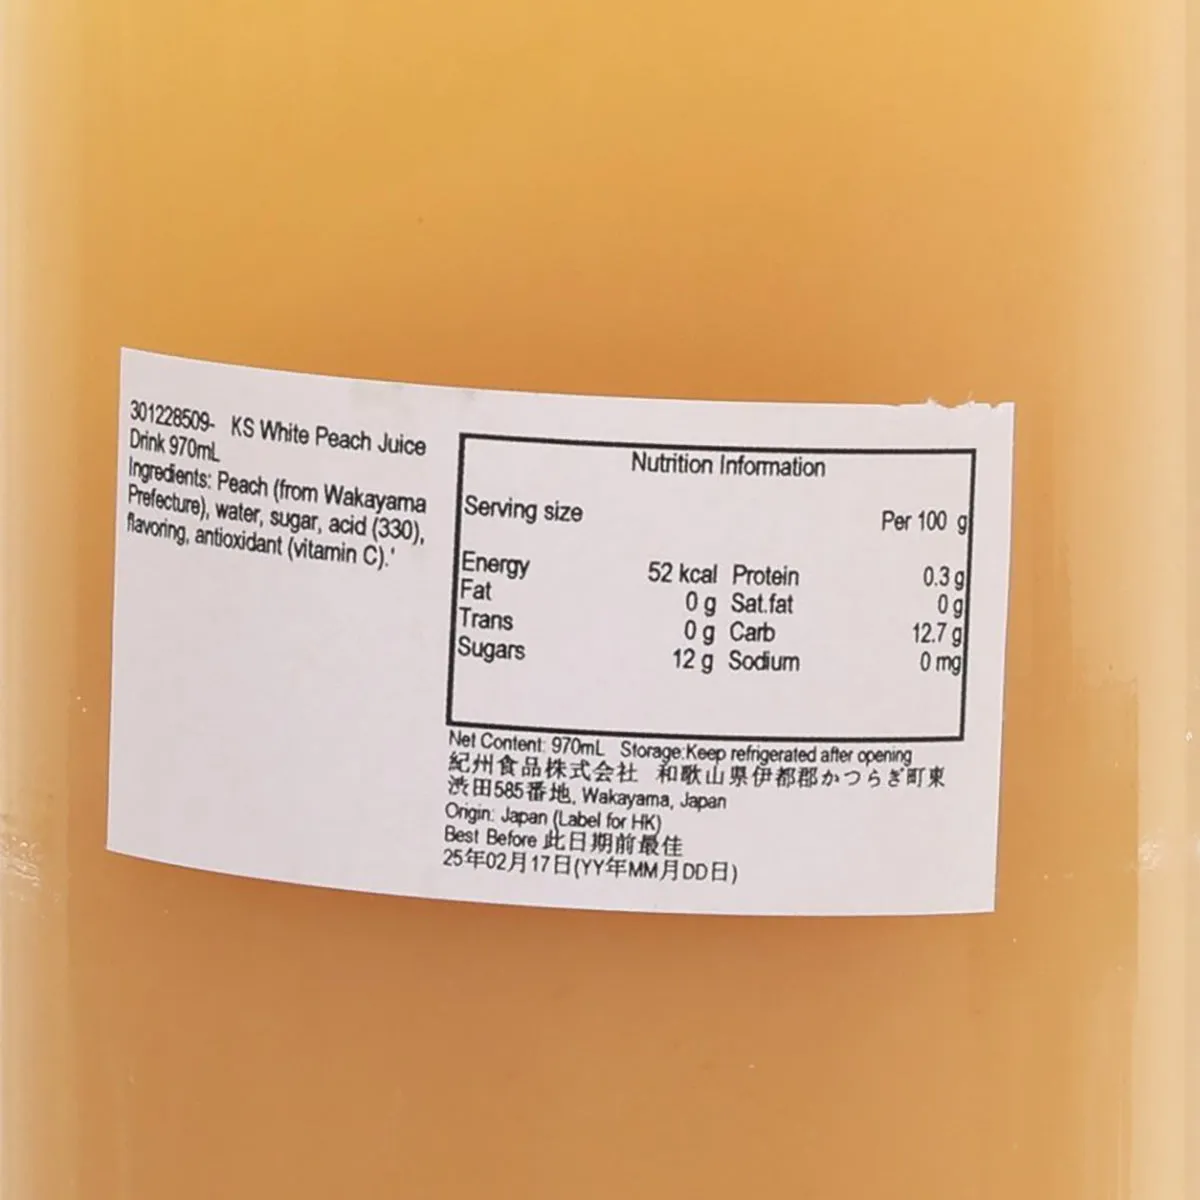 301228509- KS White Peach Juice
Drink 970mL
Ingredients: Peach (from Wakayama
Prefecture), water, sugar, acid (330),
flavoring, antioxidant (vitamin C).'
Nutrition Information
Serving size Per 100 g
Energy 52 kcal Protein 0.3 g
Fat 0 g Sat.fat 0 g
Trans 0 g Carb 12.7 g
Sugars 12 g Sodium 0 mg
Net Content: 970mL Storage:Keep refrigerated after opening
紀州食品株式会社 和歌山県伊都郡かつらぎ町東
渋田585番地, Wakayama, Japan
Origin: Japan (Label for HK)
Best Before 此日期前最佳
25年02月17日(YY年MM月DD日)